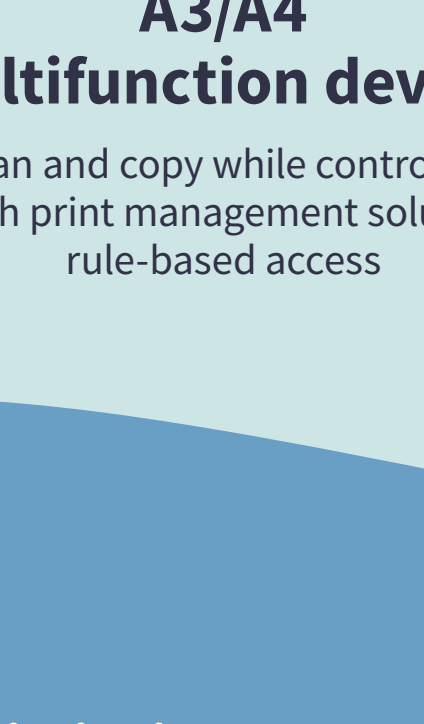 A3/A4
ltifunction dev
an and copy while contro
h print management solu
rule-based access